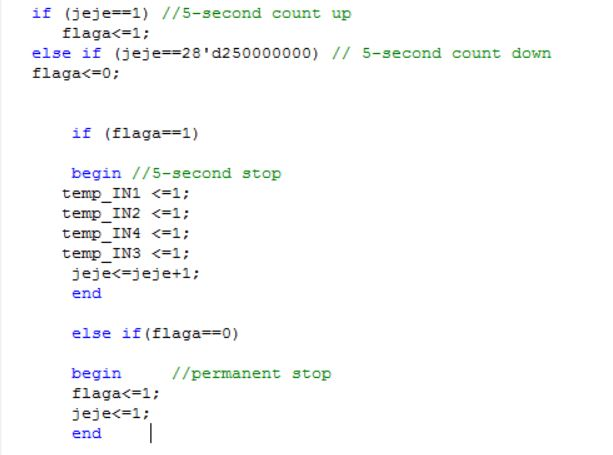 if (jeje==1) //5-second count up
flaga<=1;
else if (jeje==28'd250000000) // 5-second count down
flaga<=0;
if (flaga==1)
begin //5-second stop
temp_IN1 <=1;
temp_IN2 <=1;
temp_IN4 <=1;
temp_IN3 <=1;
jeje<=jeje+1;
end
else if(flaga==0)
begin //permanent stop
flaga<=1;
jeje<=1;
end